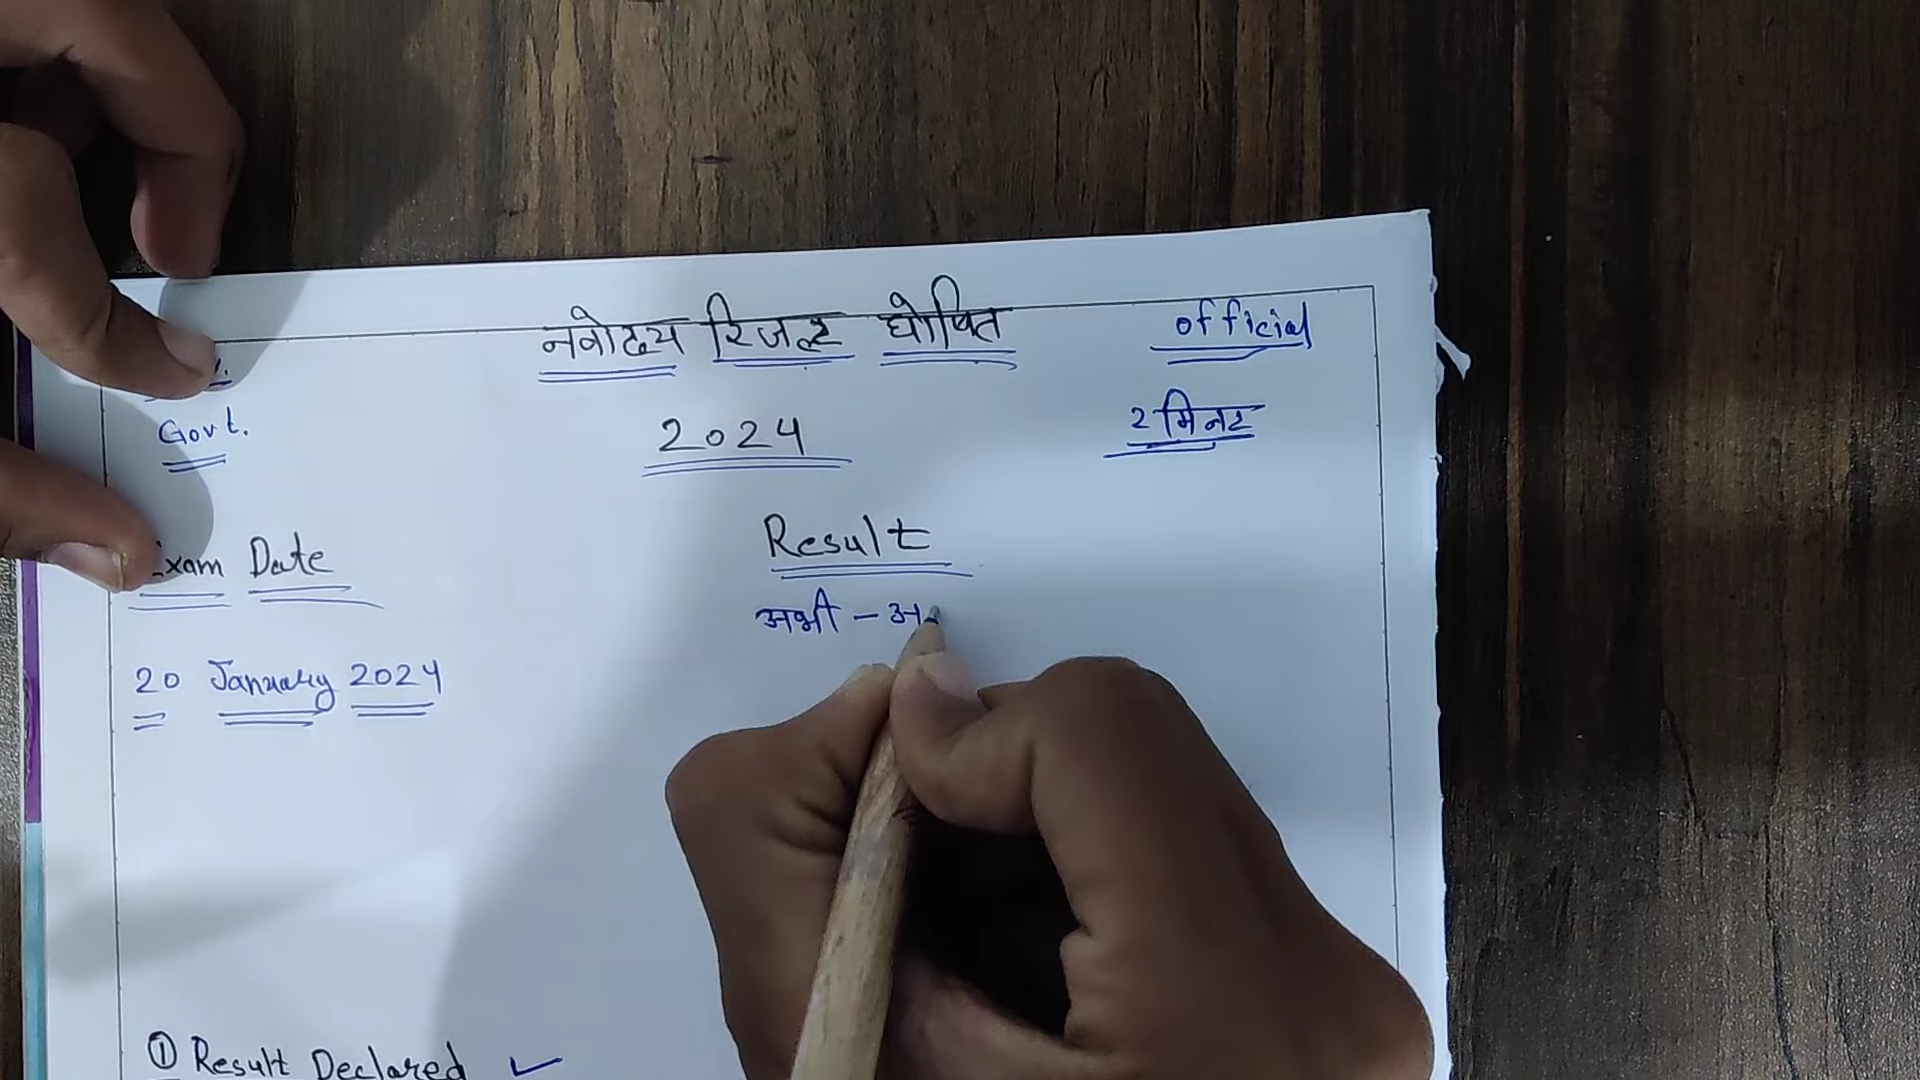 नवोदय रिजल्ट घोषित
official
Govt.
2024
2 मिनट
Exam Date
Result
20 January 2024
अभी - अ
① Result Declared ✓